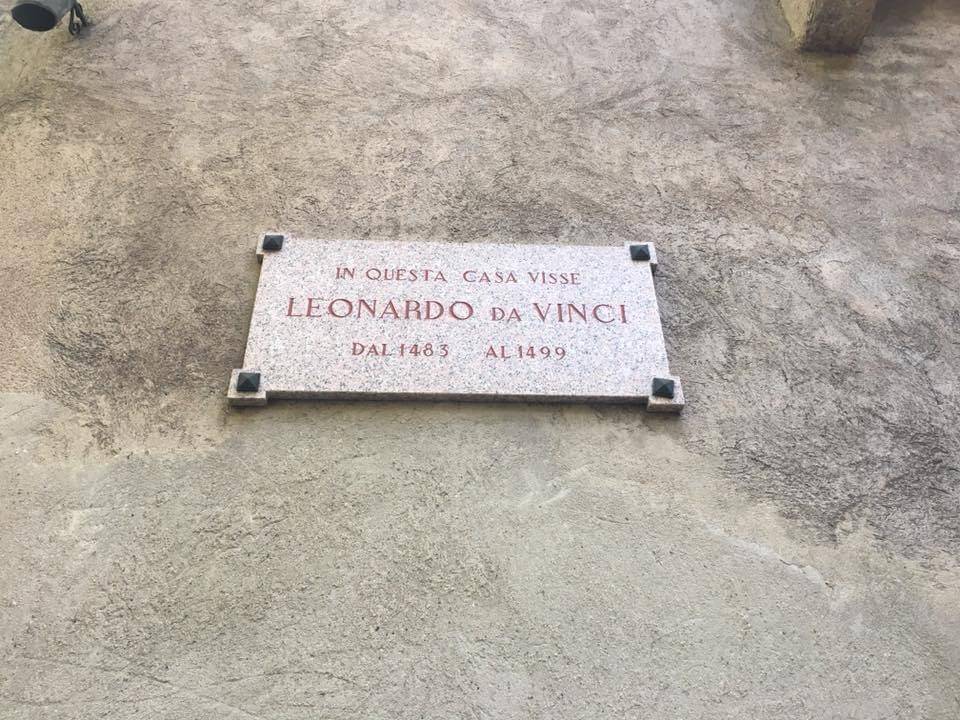 IN QUESTA CASA VISSE
LEONARDO DA VINCI
DAL 1483 AL 1499